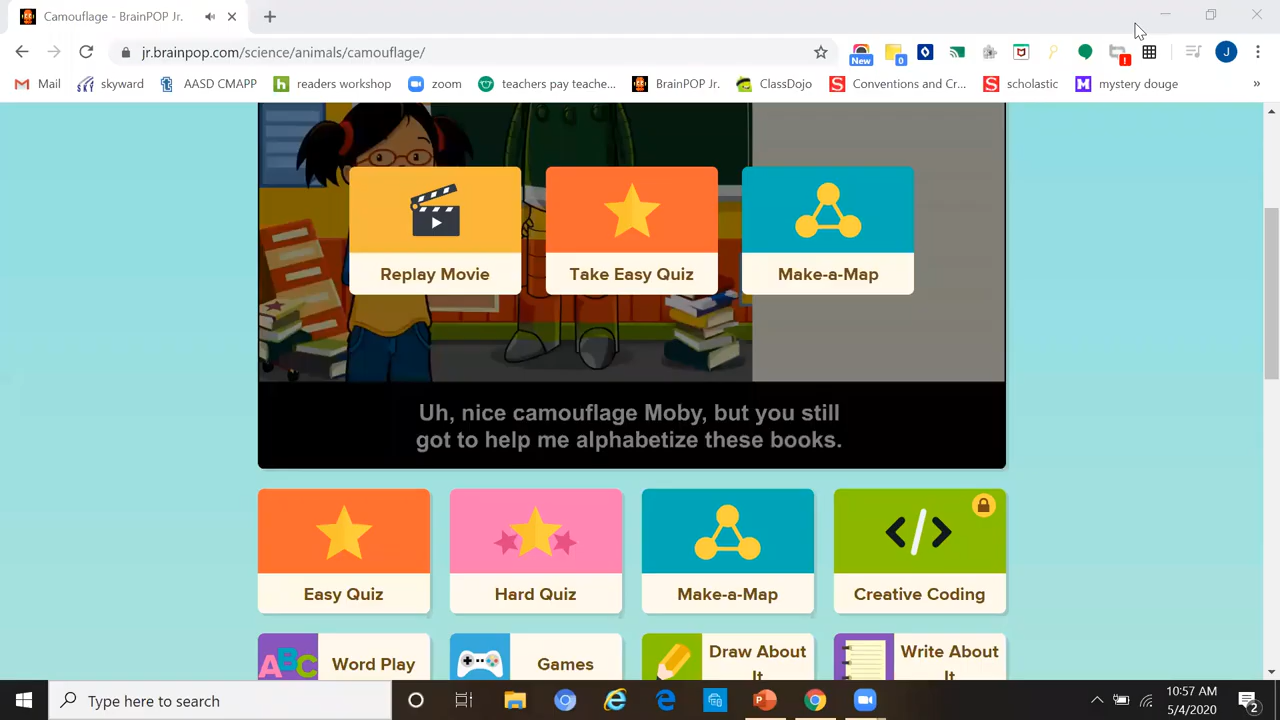 Camouflage - BrainPOP Jr.
jr.brainpop.com/science/animals/camouflage/
New
0
!
J
Mail
skyward
AASD CMAPP
h
readers workshop
zoom
teachers pay teache...
BrainPOP Jr.
ClassDojo
S
Conventions and Cr...
S
scholastic
M
mystery douge
»
Replay Movie
Take Easy Quiz
Make-a-Map
Uh, nice camouflage Moby, but you still
got to help me alphabetize these books.
Easy Quiz
Hard Quiz
Make-a-Map
Creative Coding
ABC
Word Play
Games
Draw About
It
Write About
It
Type here to search
10:57 AM
5/4/2020
2